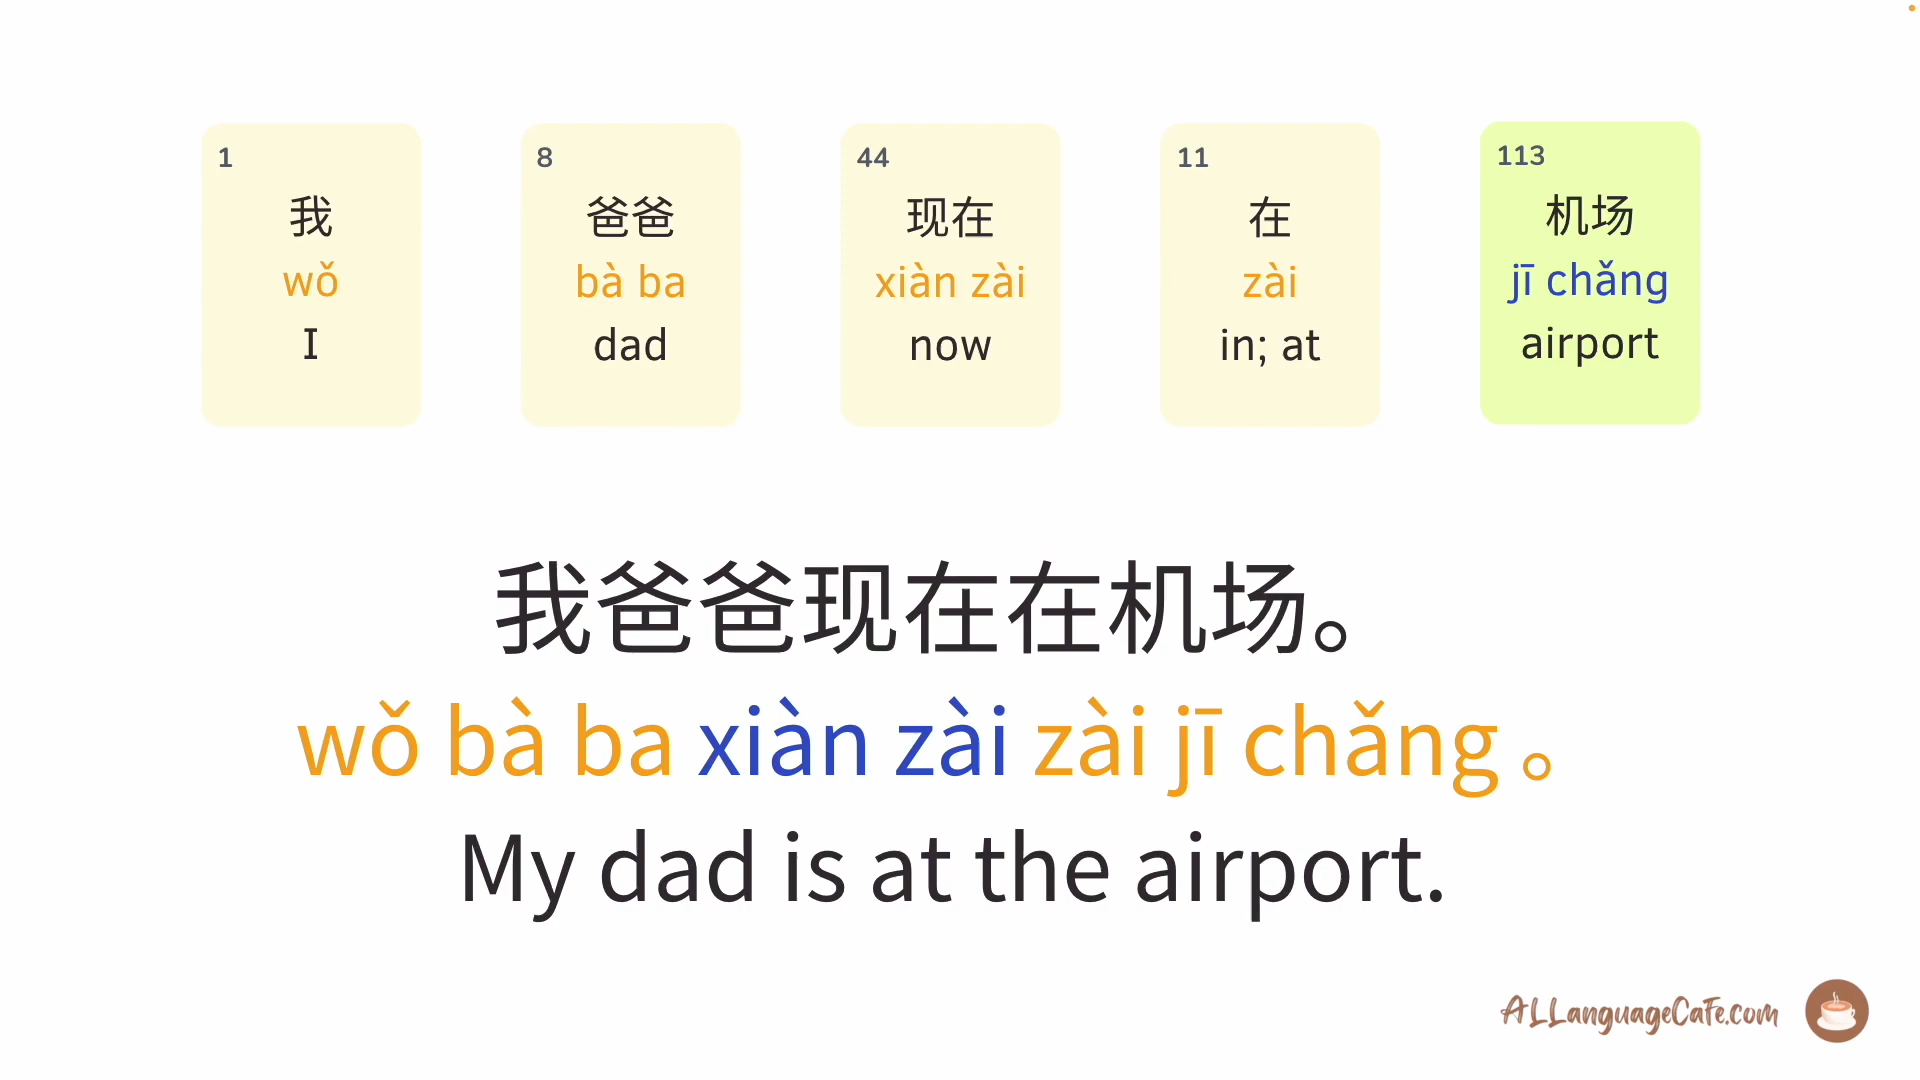 1
我
wǒ
I
8
爸爸
bà ba
dad
44
现在
xiàn zài
now
11
在
zài
in; at
113
机场
jī chǎng
airport
我爸爸现在在机场。
wǒ bà ba xiàn zài zài jī chǎng 。
My dad is at the airport.
ALLanguageCafe.com